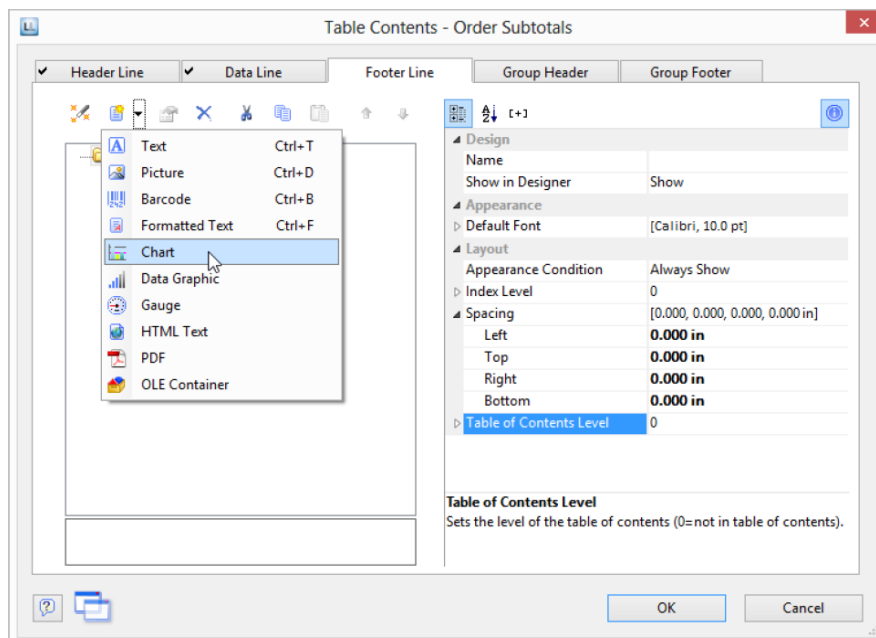 Table Contents - Order Subtotals
Header Line Data Line Footer Line Group Header Group Footer
Text Ctrl+T
Picture Ctrl+D
Barcode Ctrl+B
Formatted Text Ctrl+F
Chart
Data Graphic
Gauge
HTML Text
PDF
OLE Container
Design
Name
Show in Designer Show
Appearance
Default Font [Calibri, 10.0 pt]
Layout
Appearance Condition Always Show
Index Level 0
Spacing [0.000, 0.000, 0.000, 0.000 in]
Left 0.000 in
Top 0.000 in
Right 0.000 in
Bottom 0.000 in
Table of Contents Level 0
Table of Contents Level
Sets the level of the table of contents (0=not in table of contents).
OK Cancel